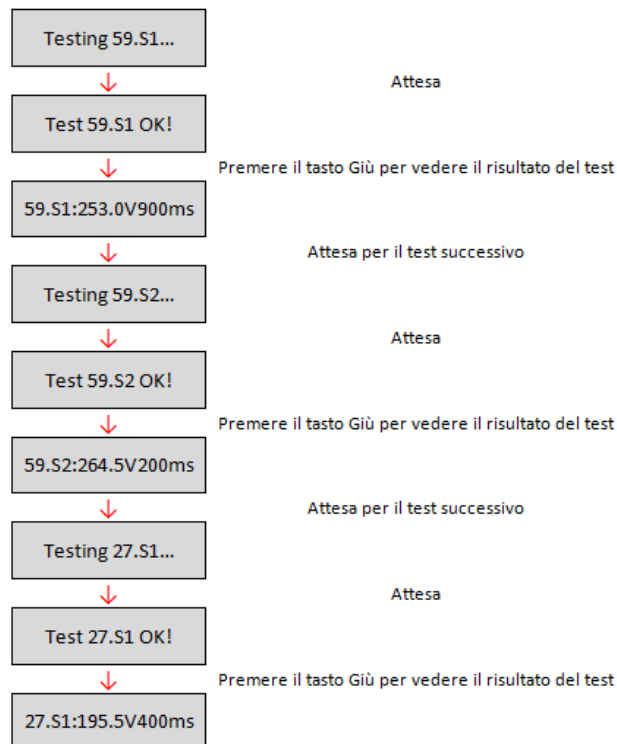 Testing 59.S1...
Attesa
Test 59.S1 OK!
Premere il tasto Giù per vedere il risultato del test
59.S1:253.0V900ms
Attesa per il test successivo
Testing 59.S2...
Attesa
Test 59.S2 OK!
Premere il tasto Giù per vedere il risultato del test
59.S2:264.5V200ms
Attesa per il test successivo
Testing 27.S1...
Attesa
Test 27.S1 OK!
Premere il tasto Giù per vedere il risultato del test
27.S1:195.5V400ms